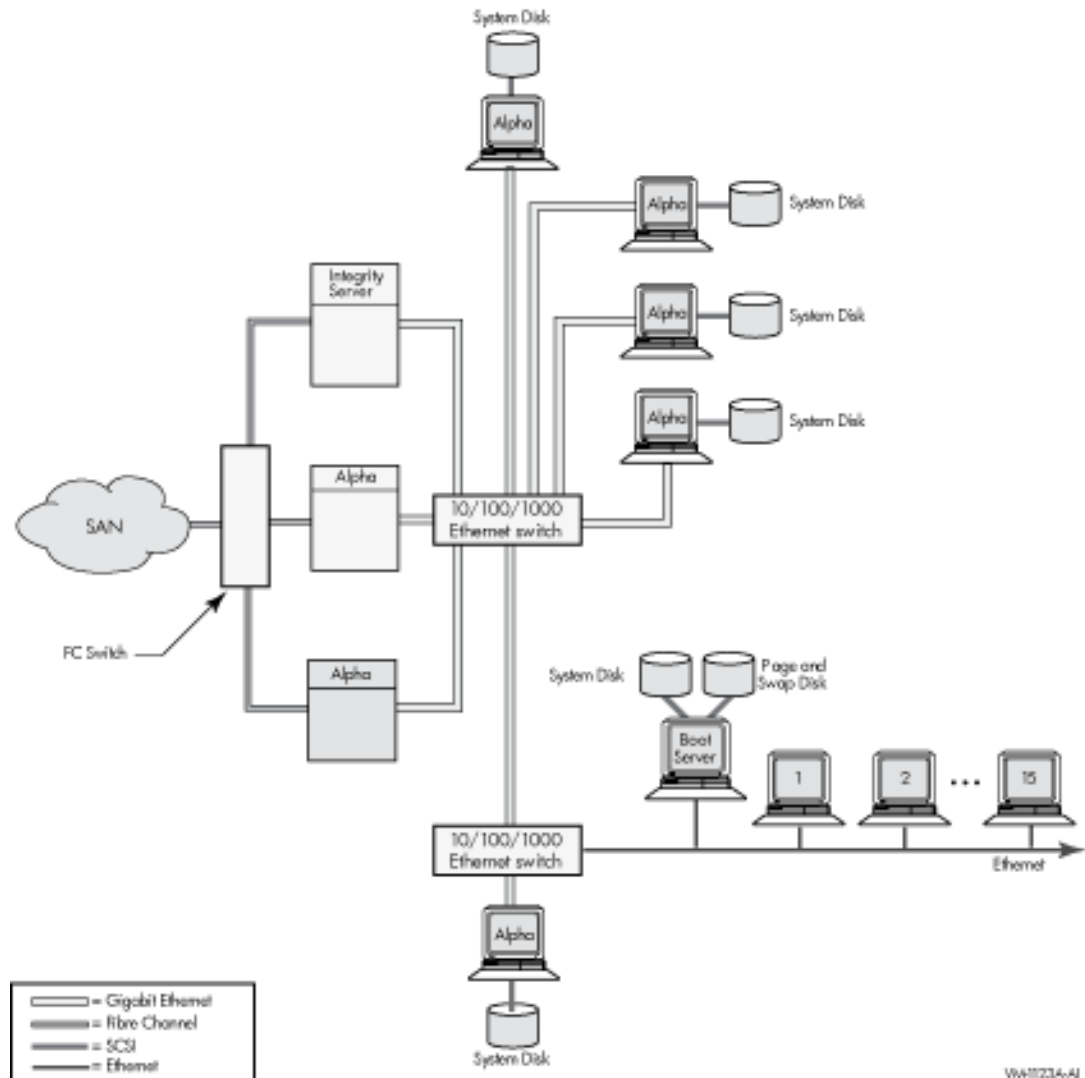 System Disk
Alpha
Alpha
System Disk
Integrity
Server
Alpha
System Disk
Alpha
System Disk
Alpha
10/100/1000
Ethernet switch
SAN
FC Switch
Alpha
System Disk
Page and
Swap Disk
Boot
Server
1
2
...
15
10/100/1000
Ethernet switch
Ethernet
Alpha
System Disk
= Gigabit Ethernet
= Fibre Channel
= SCSI
= Ethernet
VM-1123A-AI